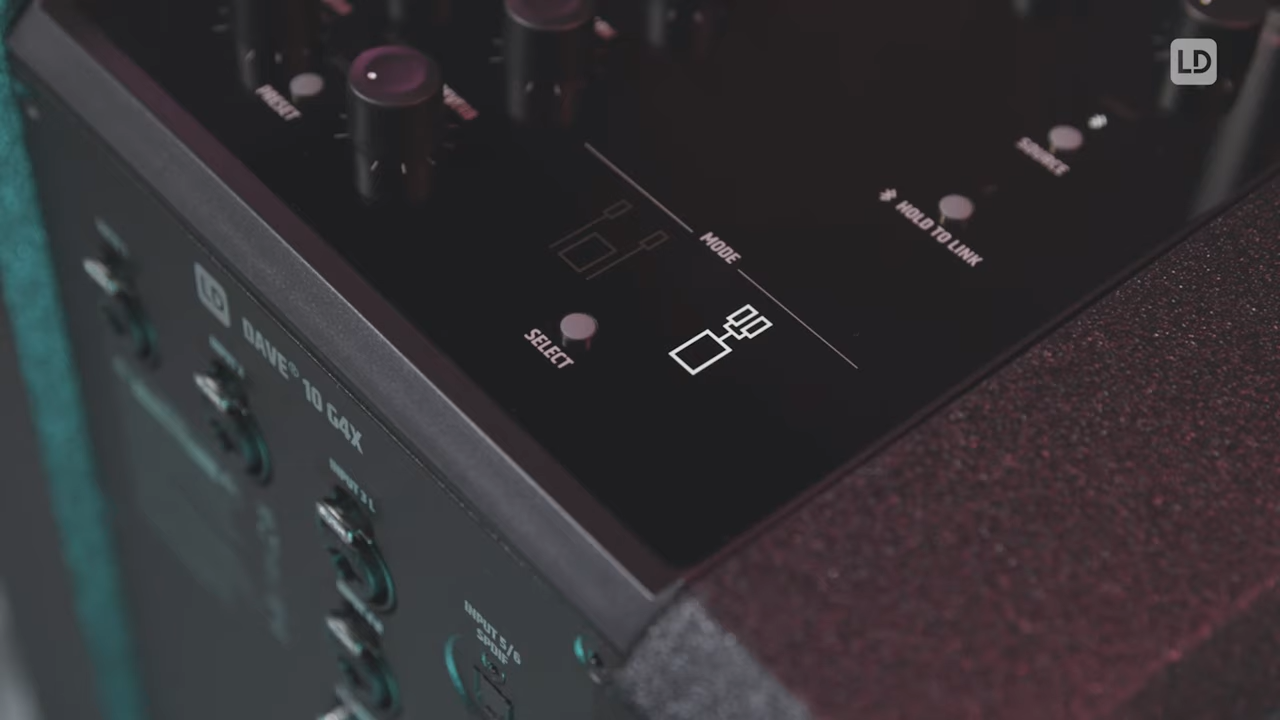 LD
PRESET
SOURCE
HOLD TO LINK
MODE
SELECT
LD
DAVE® 10 G4X
INPUT 3 L
INPUT 5/6
SPDIF